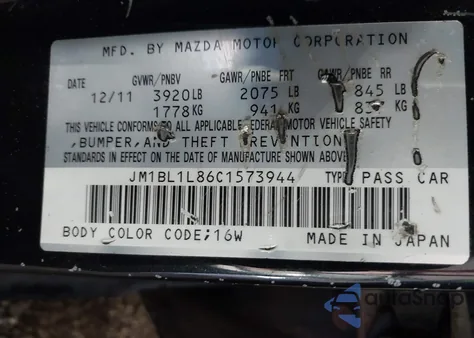 MFD. BY MAZDA MOTOR CORPORATION
GVWR/PNBV GAWR/PNBE FRT GAWR/PNBE RR
12/11 3920LB 2075 LB 845 LB
1778KG 941 KG
THIS VEHICLE CONFORMS TO ALL APPLICABLE FEDERAL MOTOR VEHICLE SAFETY
,BUMPER,AND THEFT PREVENTION
STANDARDS IN EFFECT ON THE DATE OF MANUFACTURE SHOWN ABOVE.
JM1BL1L86C1573944 TYPE PASS CAR
BODY COLOR CODE;16W MADE IN JAPAN
autoSnap